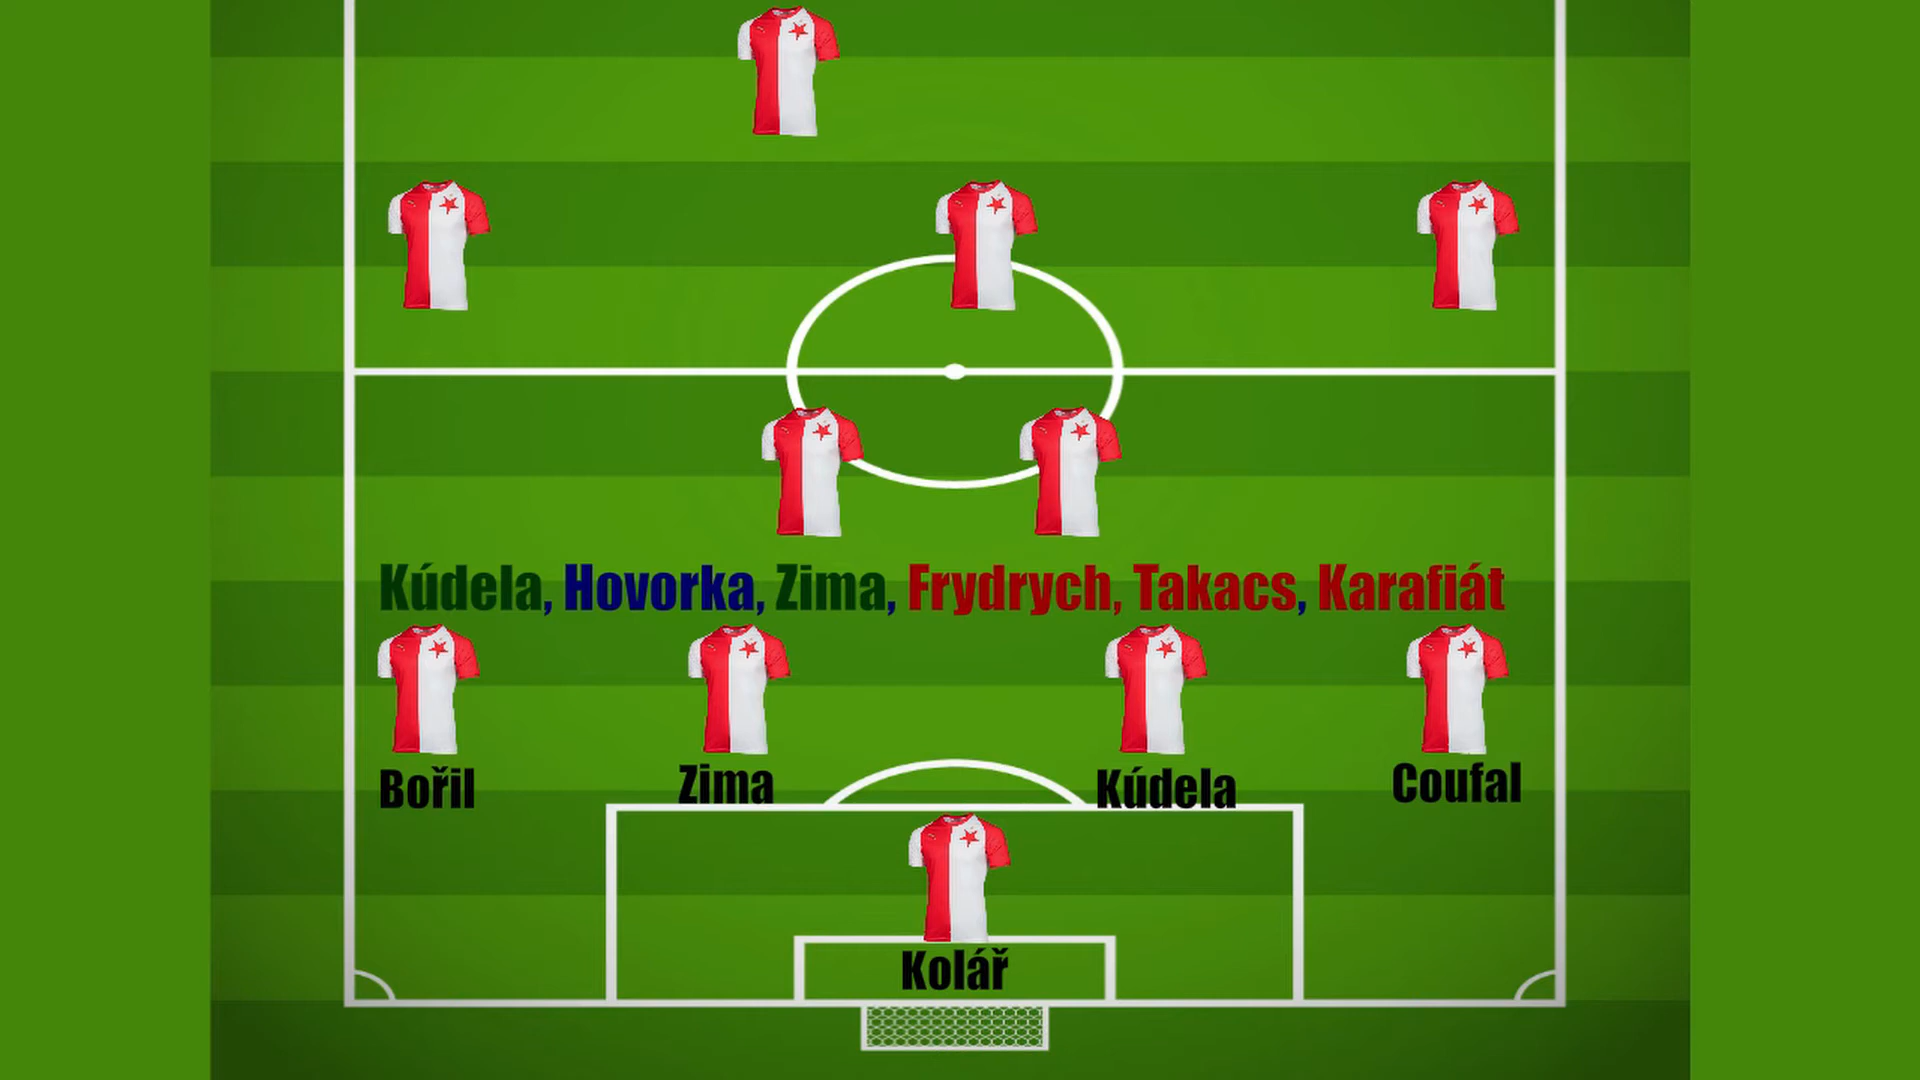 Kúdela, Hovorka, Zima, Frydrych, Takacs, Karafiát
Bořil Zima Kúdela Coufal
Kolář